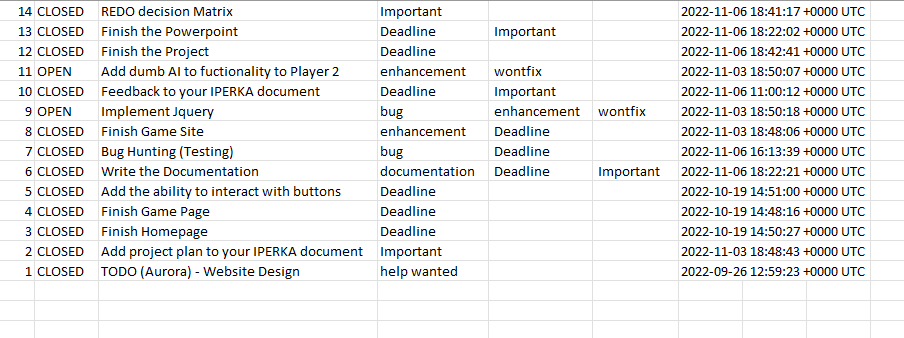 14 CLOSED REDO decision Matrix Important 2022-11-06 18:41:17 +0000 UTC
13 CLOSED Finish the Powerpoint Deadline Important 2022-11-06 18:22:02 +0000 UTC
12 CLOSED Finish the Project Deadline 2022-11-06 18:42:41 +0000 UTC
11 OPEN Add dumb AI to fuctionality to Player 2 enhancement wontfix 2022-11-03 18:50:07 +0000 UTC
10 CLOSED Feedback to your IPERKA document Deadline Important 2022-11-06 11:00:12 +0000 UTC
9 OPEN Implement Jquery bug enhancement wontfix 2022-11-03 18:50:18 +0000 UTC
8 CLOSED Finish Game Site enhancement Deadline 2022-11-03 18:48:06 +0000 UTC
7 CLOSED Bug Hunting (Testing) bug Deadline 2022-11-06 16:13:39 +0000 UTC
6 CLOSED Write the Documentation documentation Deadline Important 2022-11-06 18:22:21 +0000 UTC
5 CLOSED Add the ability to interact with buttons Deadline 2022-10-19 14:51:00 +0000 UTC
4 CLOSED Finish Game Page Deadline 2022-10-19 14:48:16 +0000 UTC
3 CLOSED Finish Homepage Deadline 2022-10-19 14:50:27 +0000 UTC
2 CLOSED Add project plan to your IPERKA document Important 2022-11-03 18:48:43 +0000 UTC
1 CLOSED TODO (Aurora) - Website Design help wanted 2022-09-26 12:59:23 +0000 UTC